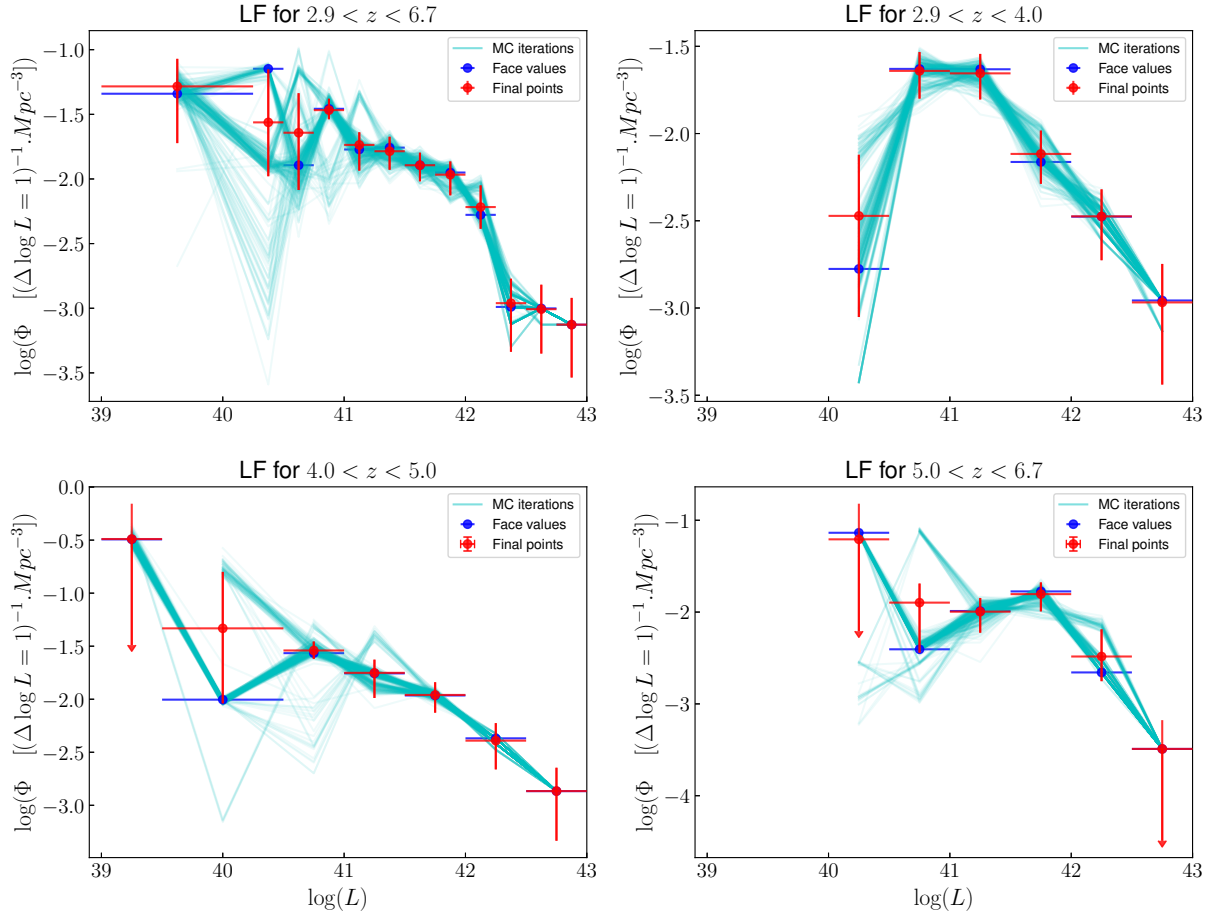 LF for 2.9 < z < 6.7
log(Φ [(Δ log L = 1)⁻¹.Mpc⁻³])
−1.0
−1.5
−2.0
−2.5
−3.0
−3.5
39
40
41
42
43
MC iterations
Face values
Final points
LF for 2.9 < z < 4.0
log(Φ [(Δ log L = 1)⁻¹.Mpc⁻³])
−1.5
−2.0
−2.5
−3.0
−3.5
39
40
41
42
43
MC iterations
Face values
Final points
LF for 4.0 < z < 5.0
log(Φ [(Δ log L = 1)⁻¹.Mpc⁻³])
0.0
−0.5
−1.0
−1.5
−2.0
−2.5
−3.0
39
40
41
42
43
log(L)
MC iterations
Face values
Final points
LF for 5.0 < z < 6.7
log(Φ [(Δ log L = 1)⁻¹.Mpc⁻³])
−1
−2
−3
−4
39
40
41
42
43
log(L)
MC iterations
Face values
Final points